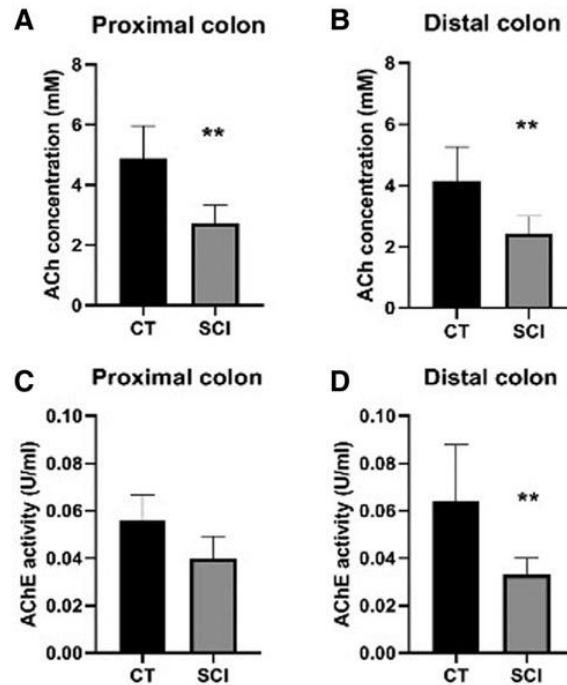 A
Proximal colon
ACh concentration (mM)
8
6
4
2
0
**
CT SCI
B
Distal colon
ACh concentration (mM)
8
6
4
2
0
**
CT SCI
C
Proximal colon
AChE activity (U/ml)
0.10
0.08
0.06
0.04
0.02
0.00
CT SCI
D
Distal colon
AChE activity (U/ml)
0.10
0.08
0.06
0.04
0.02
0.00
**
CT SCI